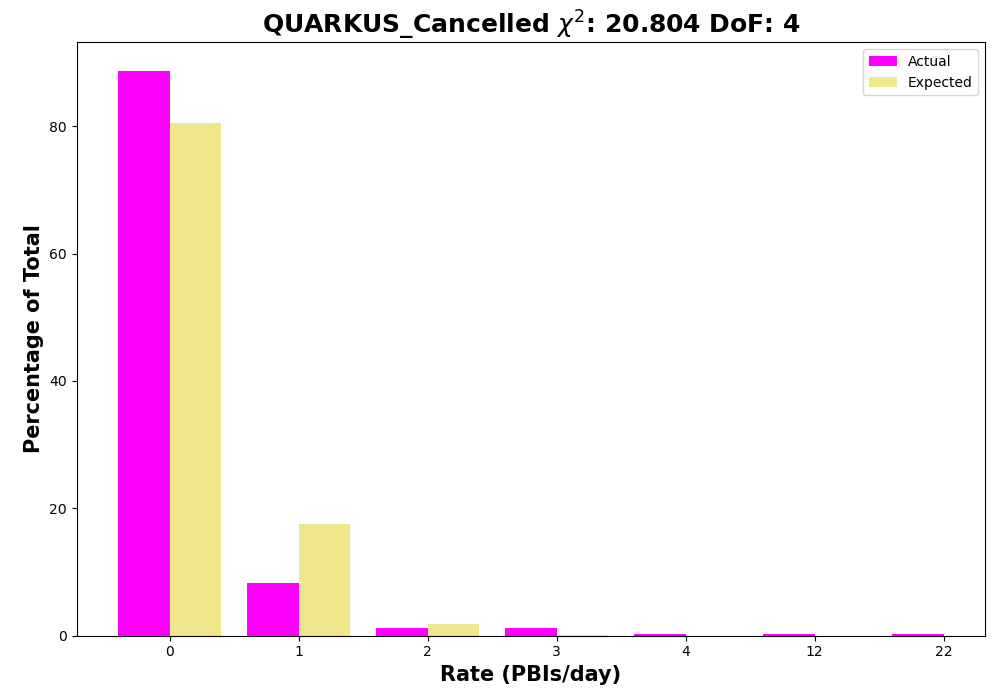 QUARKUS_Cancelled χ²: 20.804 DoF: 4
Actual
Expected
Percentage of Total
80
60
40
20
0
0 1 2 3 4 12 22
Rate (PBIs/day)